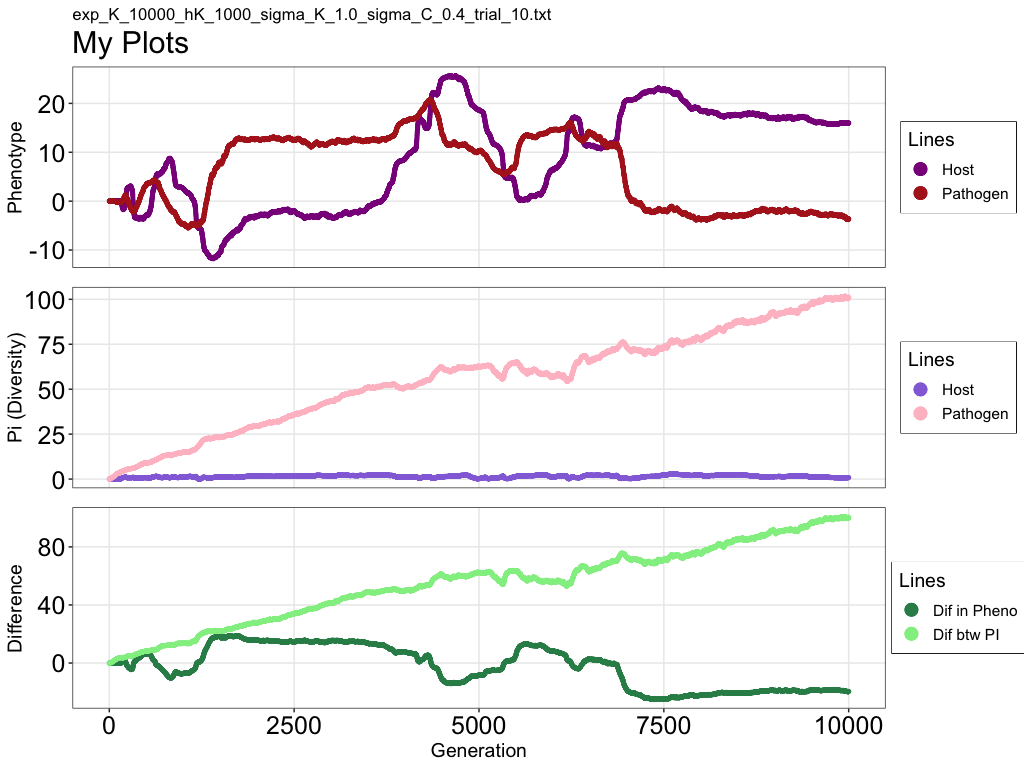 exp_K_10000_hK_1000_sigma_K_1.0_sigma_C_0.4_trial_10.txt
My Plots
Phenotype
20
10
0
-10
Lines
Host
Pathogen
Pi (Diversity)
100
75
50
25
0
Lines
Host
Pathogen
Difference
80
40
0
Lines
Dif in Pheno
Dif btw PI
0
2500
5000
7500
10000
Generation